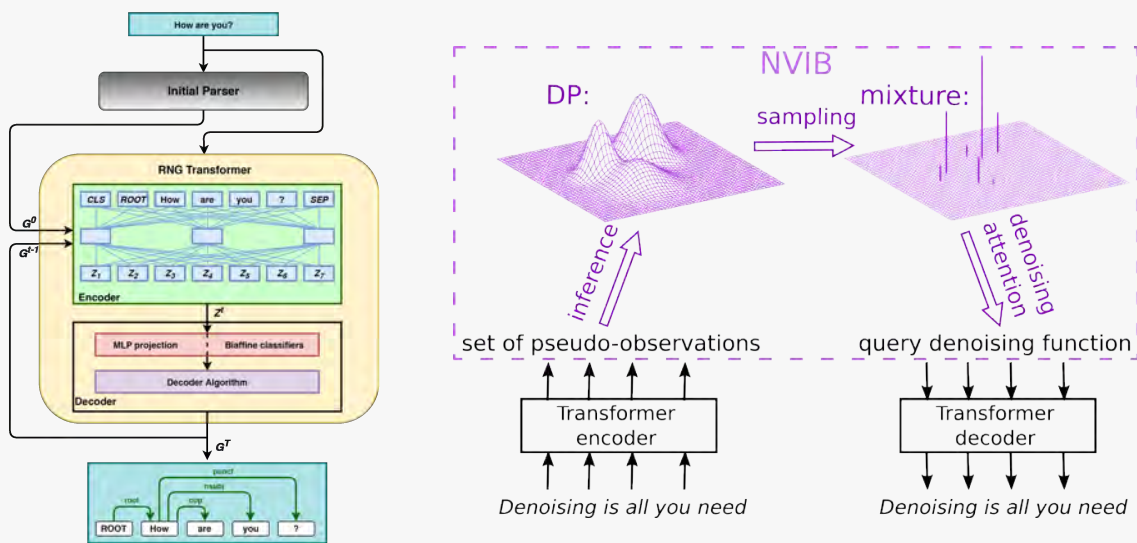 How are you?
Initial Parser
RNG Transformer
CLS ROOT How are you ? SEP
G⁰
Gᵗ⁻¹
Z₁ Z₂ Z₃ Z₄ Z₅ Z₆ Z₇
Encoder
Zᵗ
MLP projection Biaffine classifiers
Decoder Algorithm
Decoder
Gᵀ
punct
nsubj
root cop
ROOT How are you ?
NVIB
DP:
sampling
mixture:
inference
denoising
attention
set of pseudo-observations
query denoising function
Transformer
encoder
Transformer
decoder
Denoising is all you need
Denoising is all you need